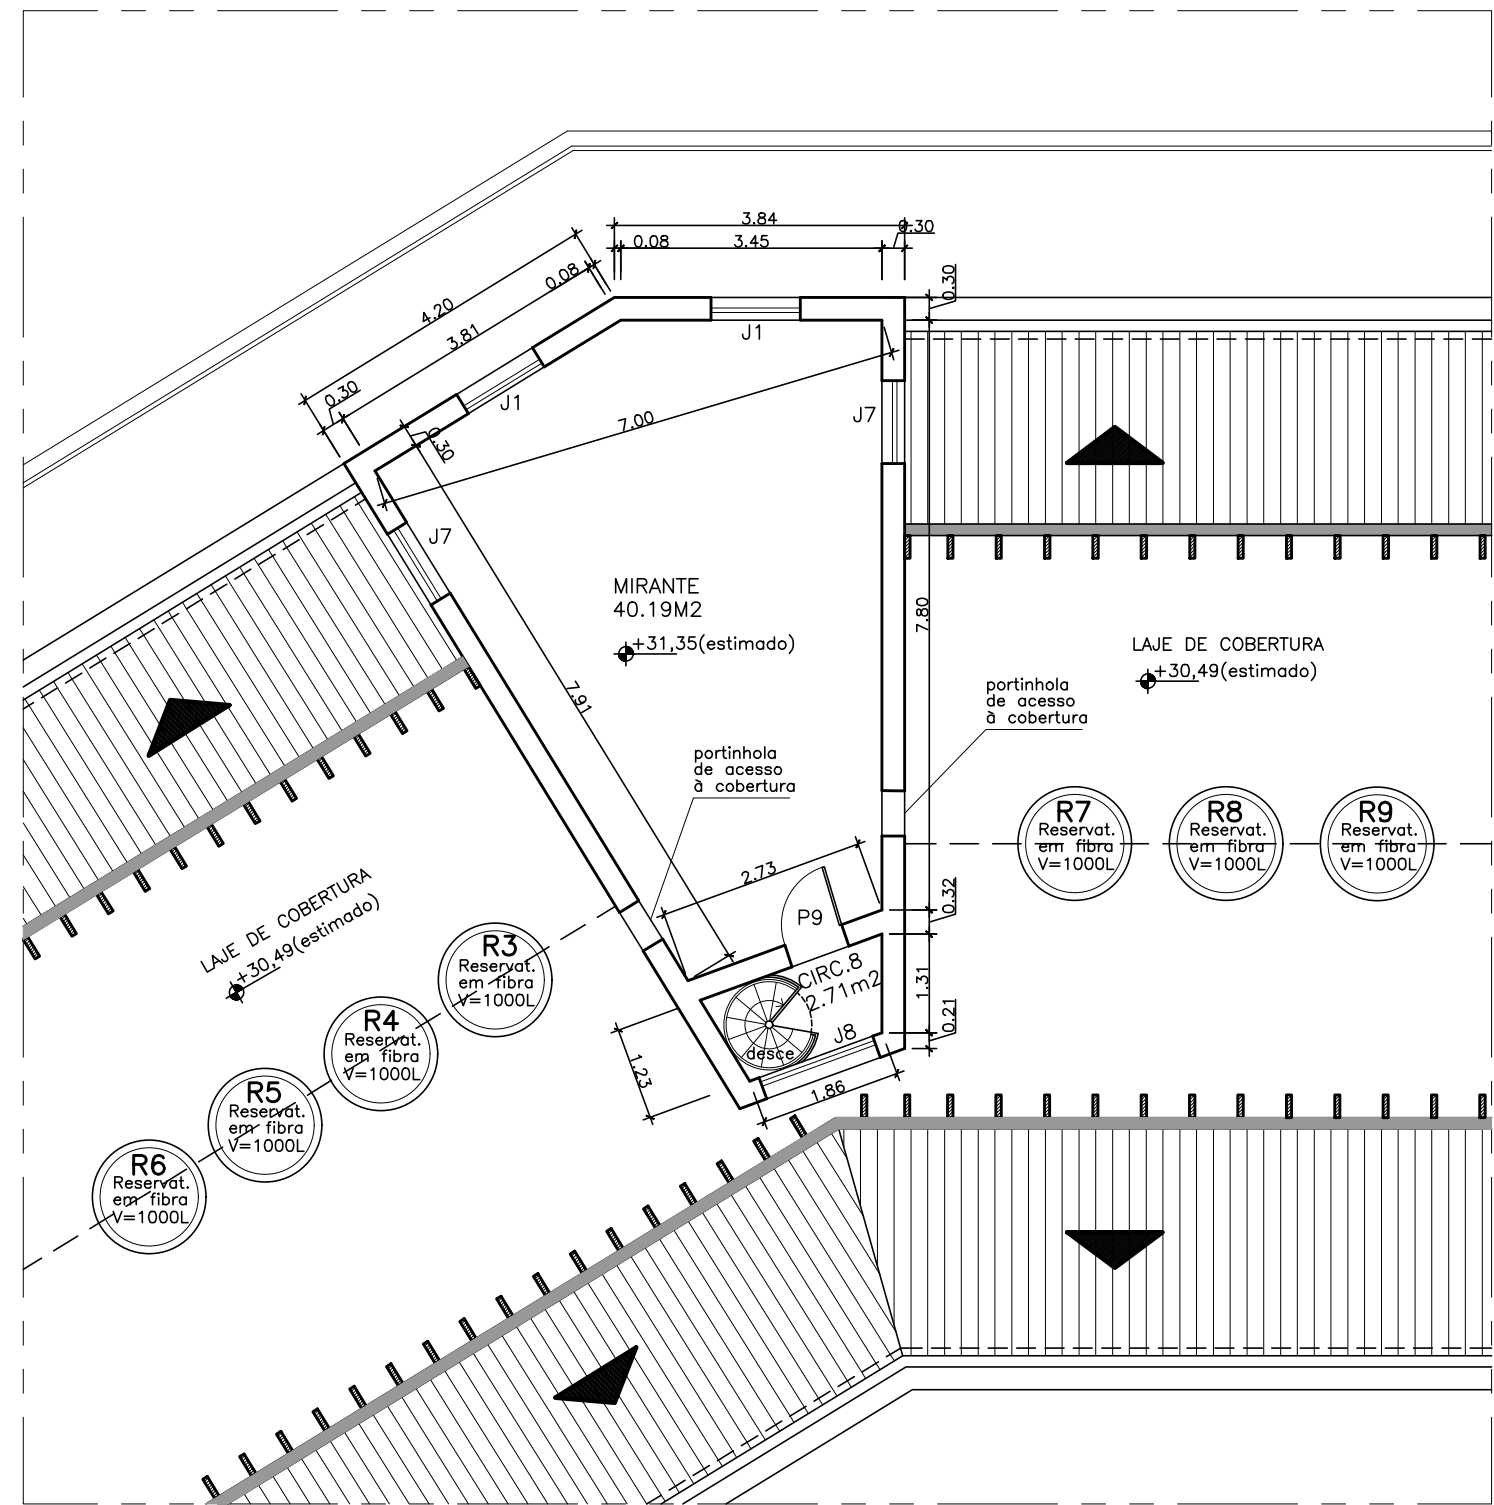 3.84
0.30
0.08
3.45
0.30
0.08
4.20
3.81
0.30
J1
J1
J7
7.00
0.30
J7
MIRANTE
40.19M2
+31,35(estimado)
7.80
LAJE DE COBERTURA
+30,49(estimado)
portinhola
de acesso
à cobertura
7.91
portinhola
de acesso
à cobertura
R7
Reservat.
em fibra
V=1000L
R8
Reservat.
em fibra
V=1000L
R9
Reservat.
em fibra
V=1000L
2.73
0.32
P9
LAJE DE COBERTURA
+30,49(estimado)
R3
Reservat.
em fibra
V=1000L
CIRC.8
2.71m2
1.31
0.21
R4
Reservat.
em fibra
V=1000L
J8
desce
1.23
1.86
R5
Reservat.
em fibra
V=1000L
R6
Reservat.
em fibra
V=1000L